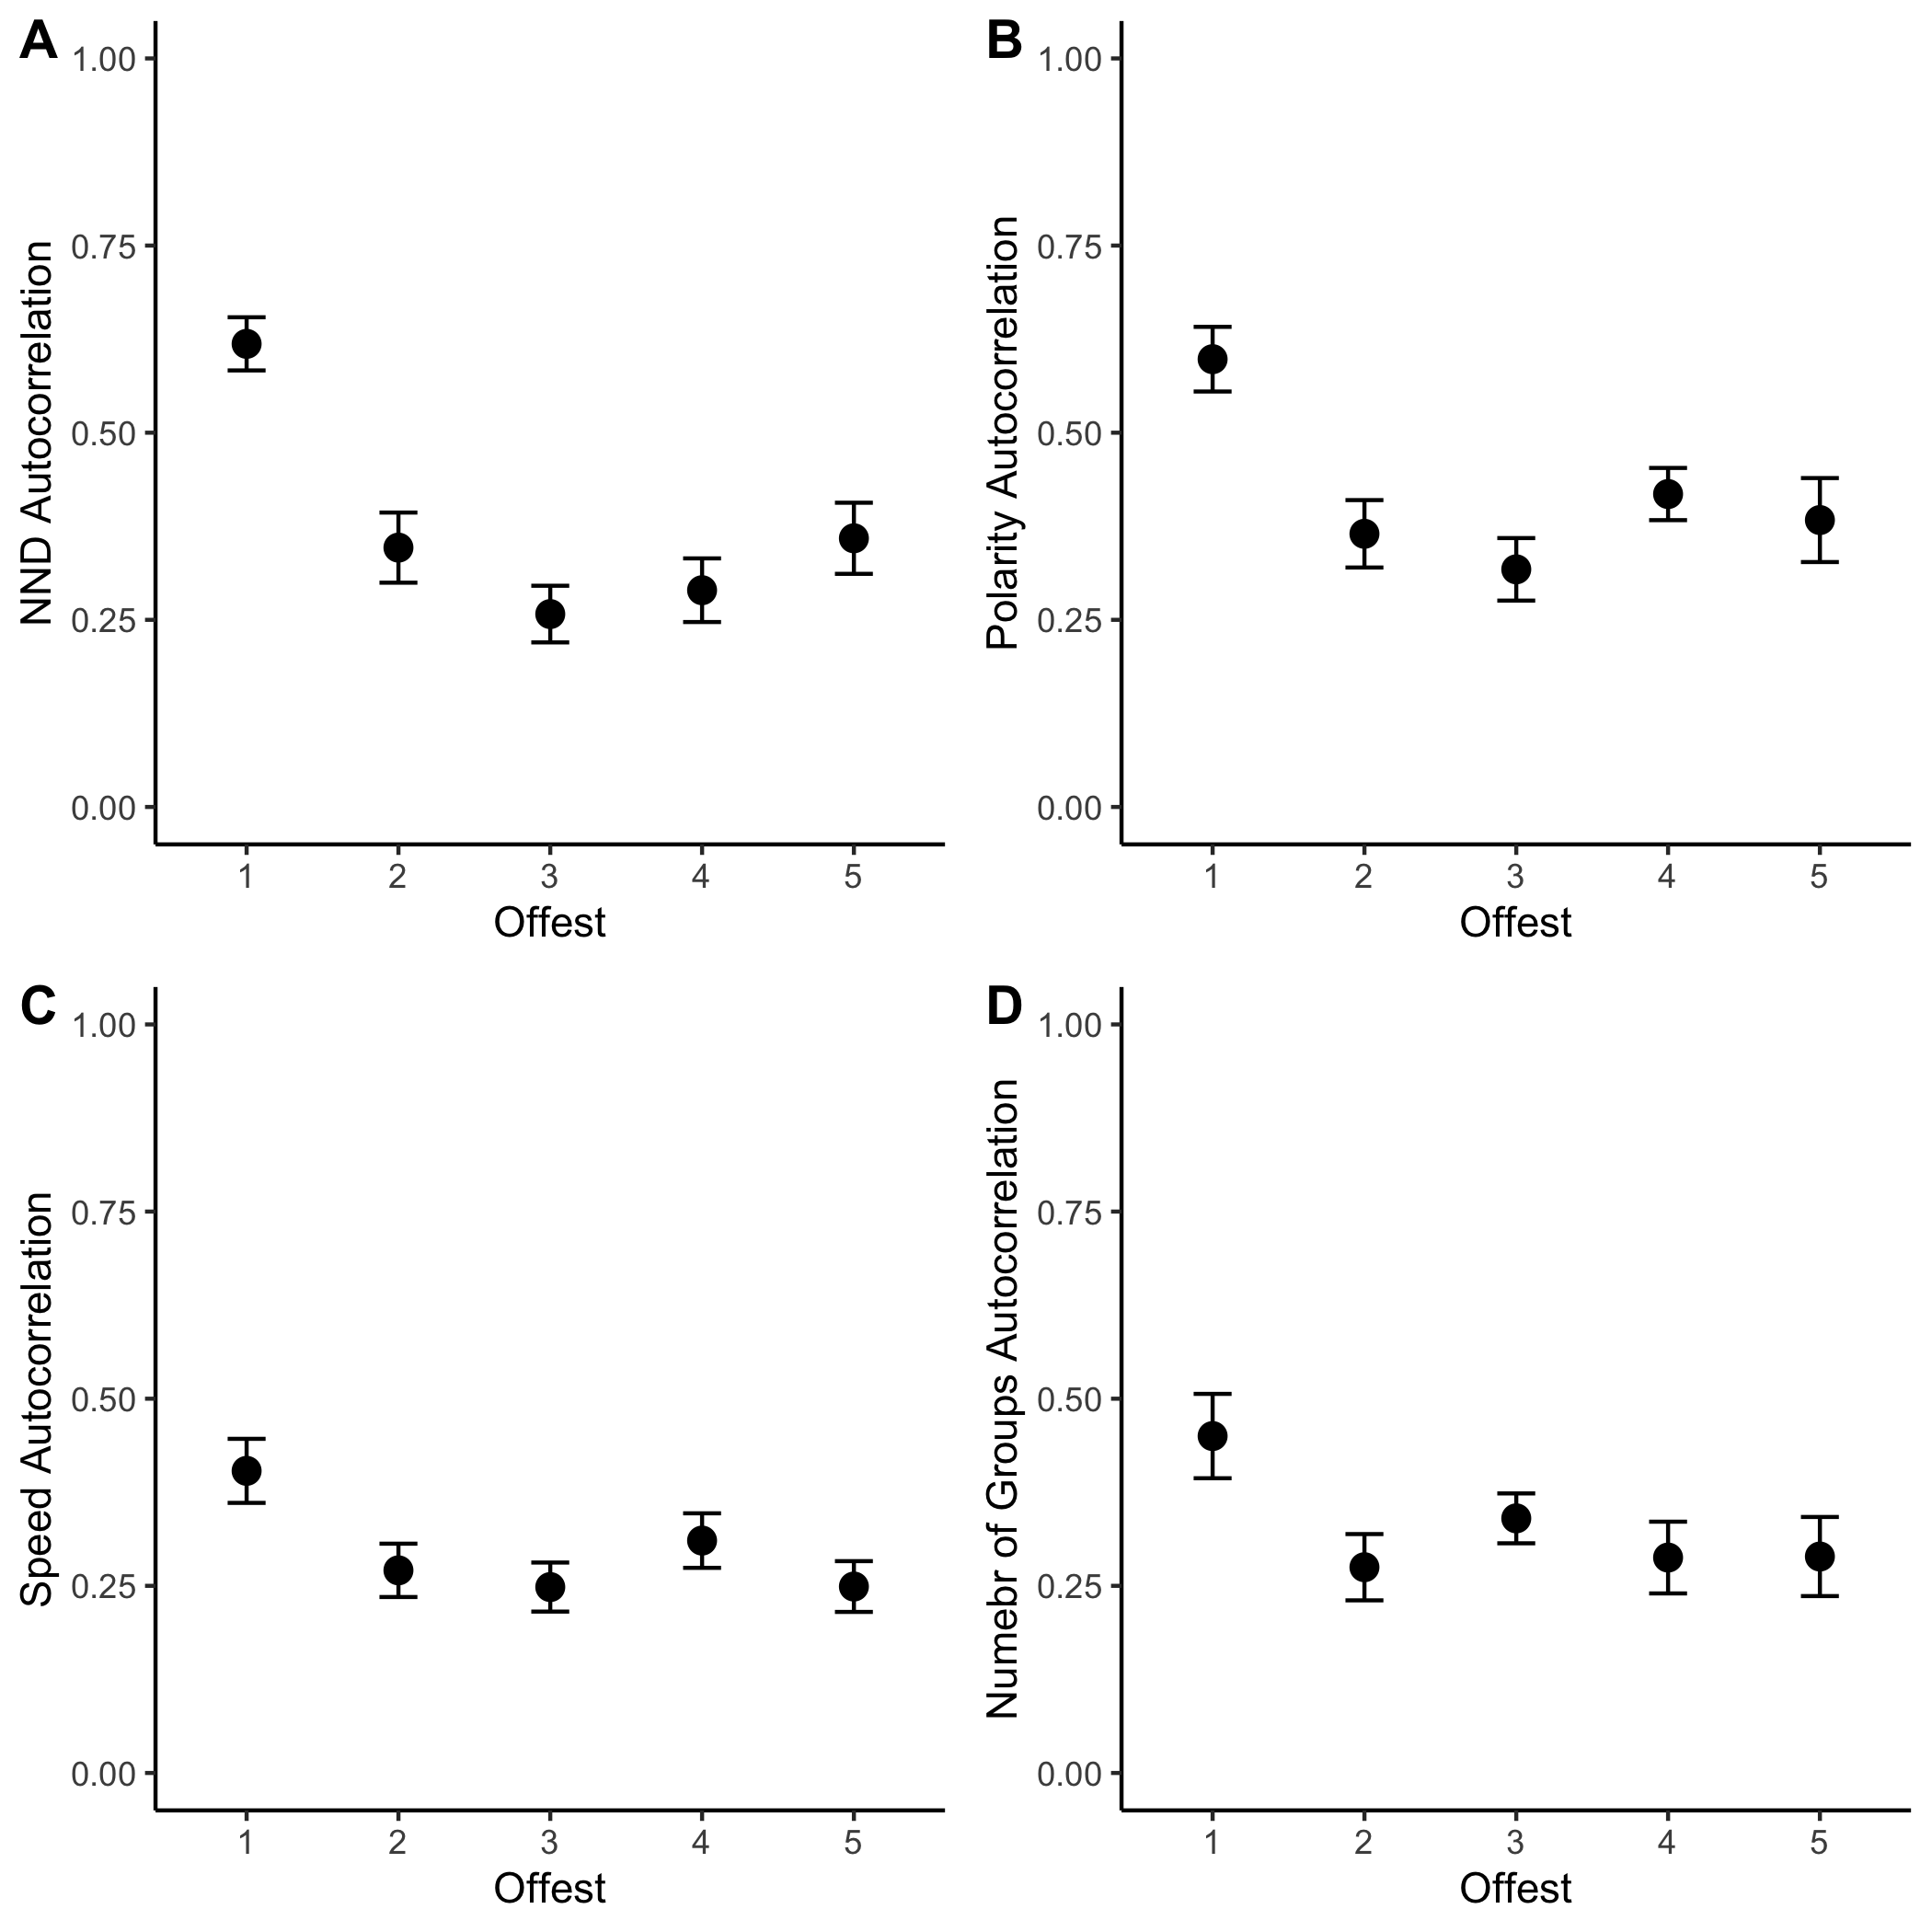 A
1.00
0.75
0.50
0.25
0.00
NND Autocorrelation
1 2 3 4 5
Offest
B
1.00
0.75
0.50
0.25
0.00
Polarity Autocorrelation
1 2 3 4 5
Offest
C
1.00
0.75
0.50
0.25
0.00
Speed Autocorrelation
1 2 3 4 5
Offest
D
1.00
0.75
0.50
0.25
0.00
Numebr of Groups Autocorrelation
1 2 3 4 5
Offest